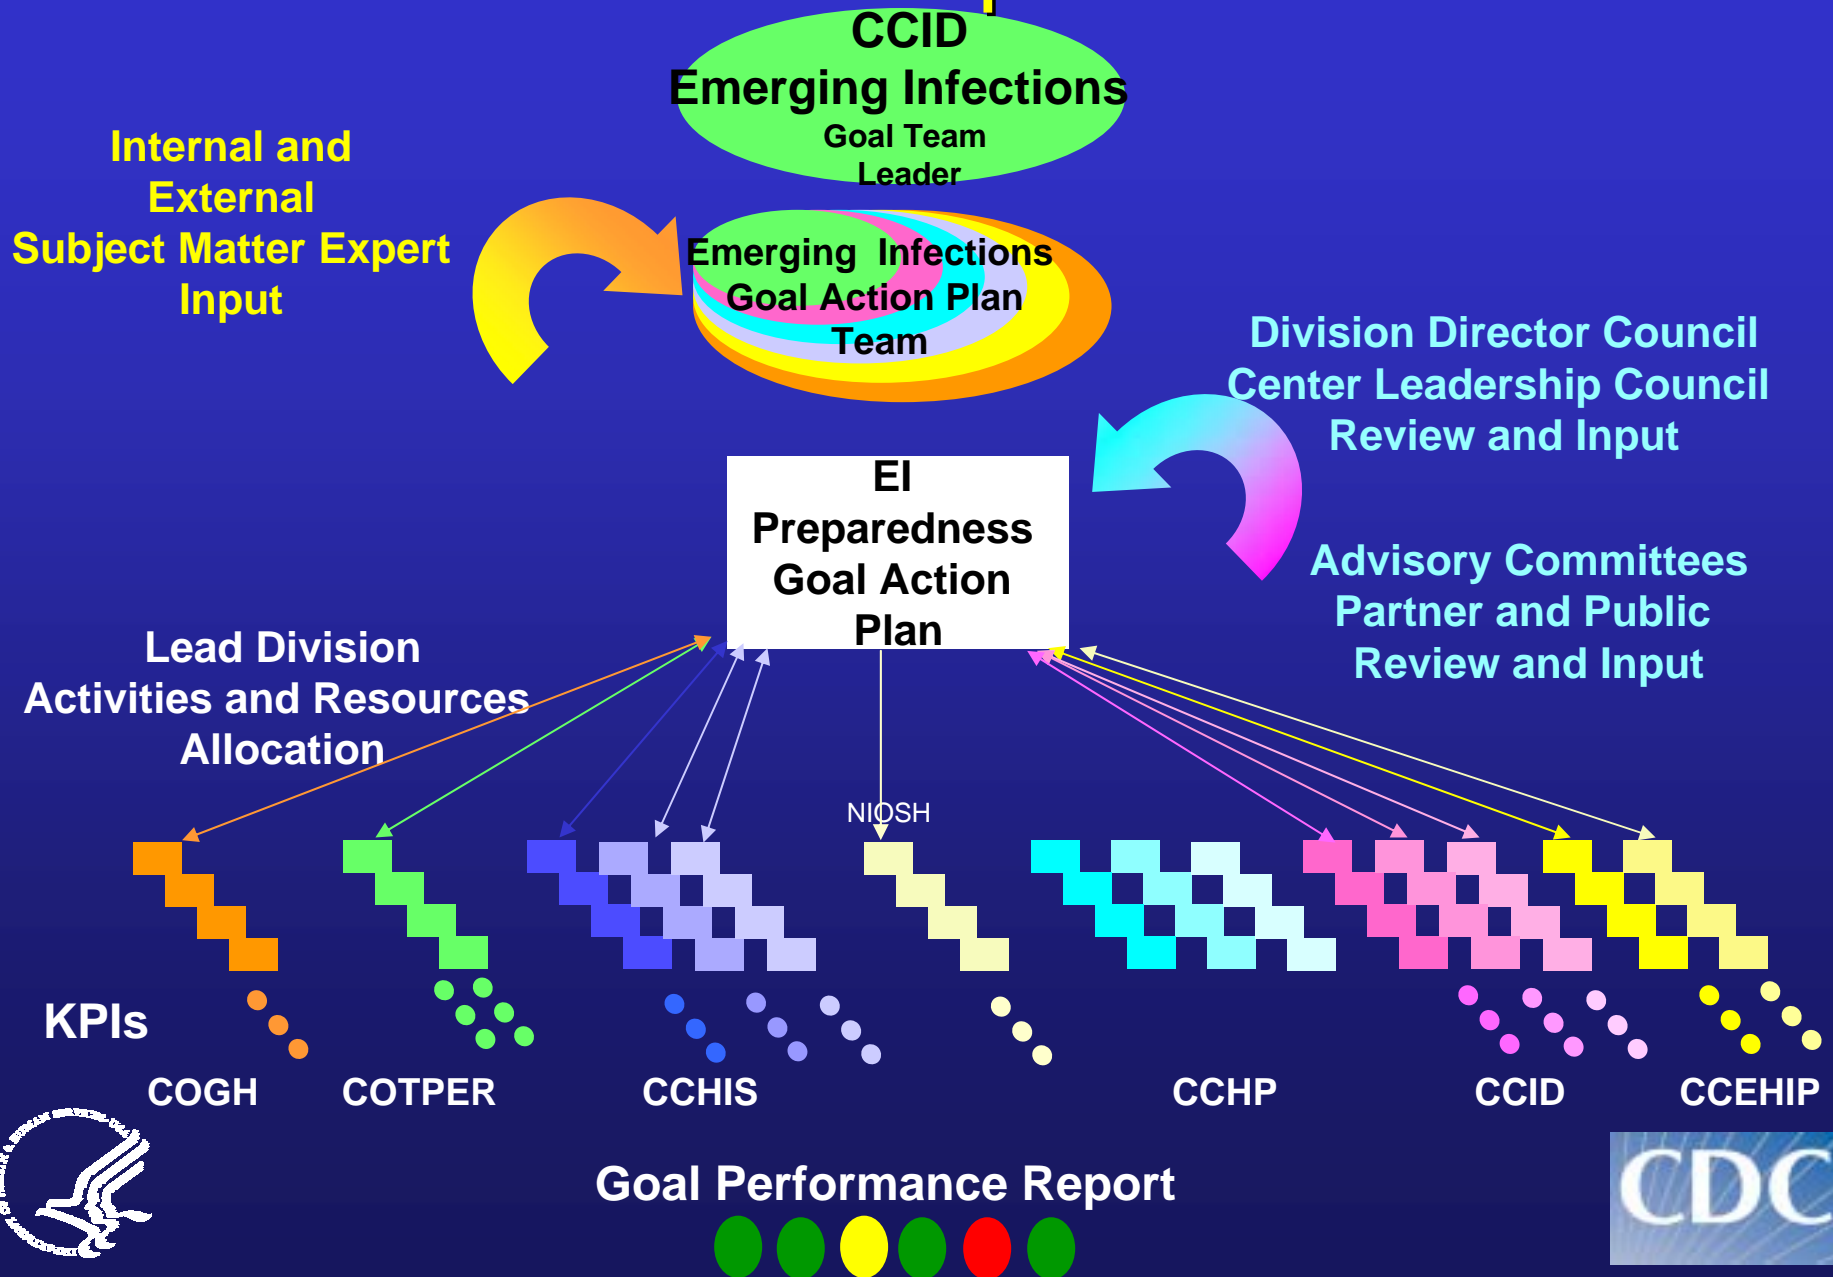 CCID
Emerging Infections
Goal Team
Leader
Internal and
External
Subject Matter Expert
Input
Emerging Infections
Goal Action Plan
Team
Division Director Council
Center Leadership Council
Review and Input
EI
Preparedness
Goal Action
Plan
Advisory Committees
Partner and Public
Review and Input
Lead Division
Activities and Resources
Allocation
NIOSH
KPIs
COGH
COTPER
CCHIS
CCHP
CCID
CCEHIP
Goal Performance Report
CDC